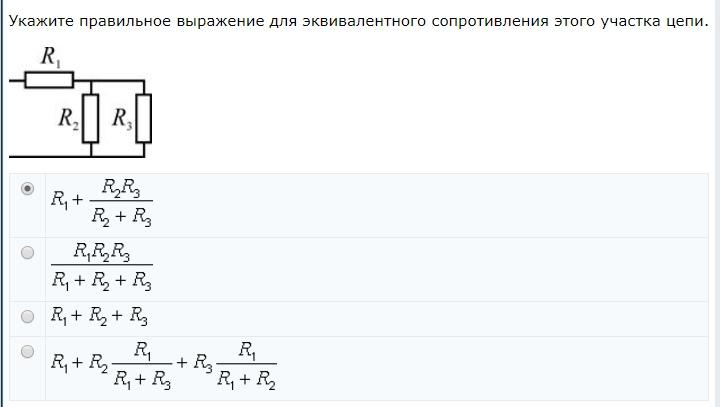 Укажите правильное выражение для эквивалентного сопротивления этого участка цепи.
R₁
R₂ R₃
R₁ + R₂R₃ / (R₂ + R₃)
R₁R₂R₃ / (R₁ + R₂ + R₃)
R₁ + R₂ + R₃
R₁ + R₂ R₁ / (R₁ + R₃) + R₃ R₁ / (R₁ + R₂)